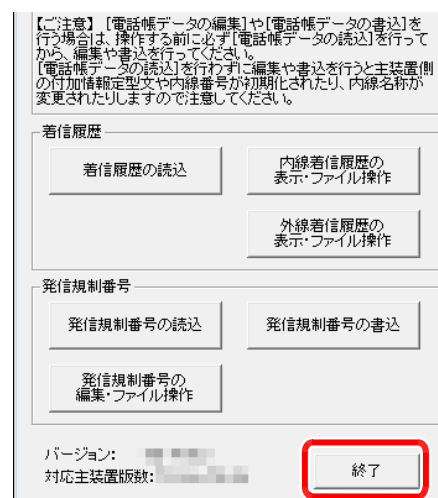 【ご注意】 [電話帳データの編集]や[電話帳データの書込]を
行う場合は、操作する前に必ず[電話帳データの読込]を行って
から、編集や書込を行ってください。
[電話帳データの読込]を行わずに編集や書込を行うと主装置側
の付加情報定型文や内線番号が初期化されたり、内線名称が
変更されたりしますので注意してください。
着信履歴
着信履歴の読込
内線着信履歴の
表示・ファイル操作
外線着信履歴の
表示・ファイル操作
発信規制番号
発信規制番号の読込
発信規制番号の書込
発信規制番号の
編集・ファイル操作
バージョン:
対応主装置版数:
終了